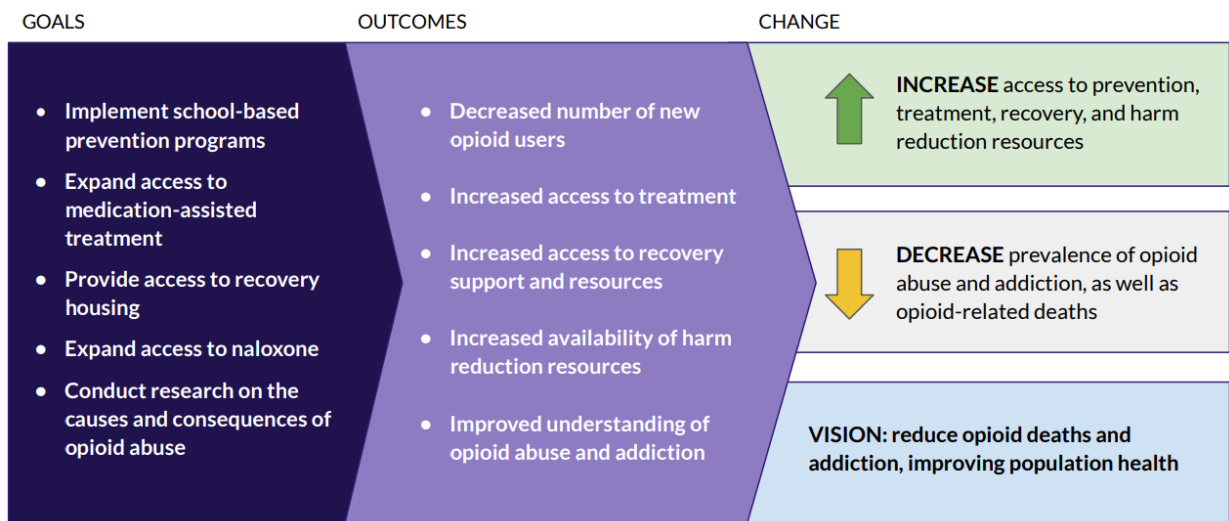 GOALS
OUTCOMES
CHANGE
● Implement school-based
prevention programs
● Expand access to
medication-assisted
treatment
● Provide access to recovery
housing
● Expand access to naloxone
● Conduct research on the
causes and consequences of
opioid abuse
● Decreased number of new
opioid users
● Increased access to treatment
● Increased access to recovery
support and resources
● Increased availability of harm
reduction resources
● Improved understanding of
opioid abuse and addiction
INCREASE access to prevention,
treatment, recovery, and harm
reduction resources
DECREASE prevalence of opioid
abuse and addiction, as well as
opioid-related deaths
VISION: reduce opioid deaths and
addiction, improving population health